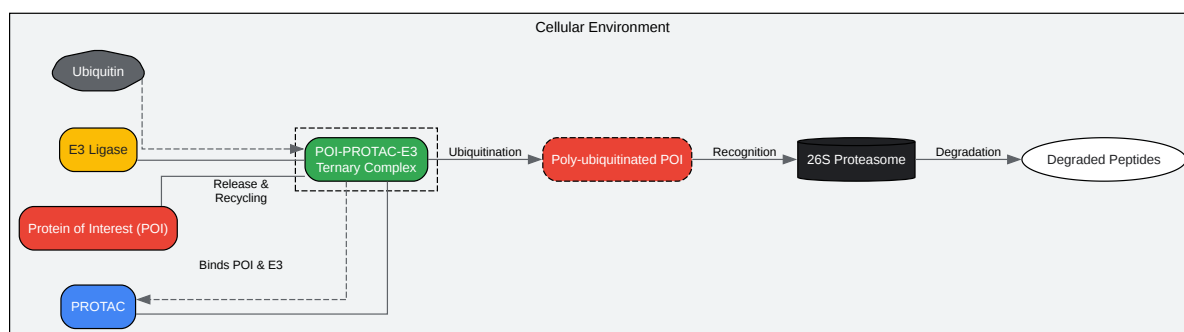 Cellular Environment
Ubiquitin
E3 Ligase
POI-PROTAC-E3
Ternary Complex
Ubiquitination
Poly-ubiquitinated POI
Recognition
26S Proteasome
Degradation
Degraded Peptides
Release &
Recycling
Protein of Interest (POI)
Binds POI & E3
PROTAC